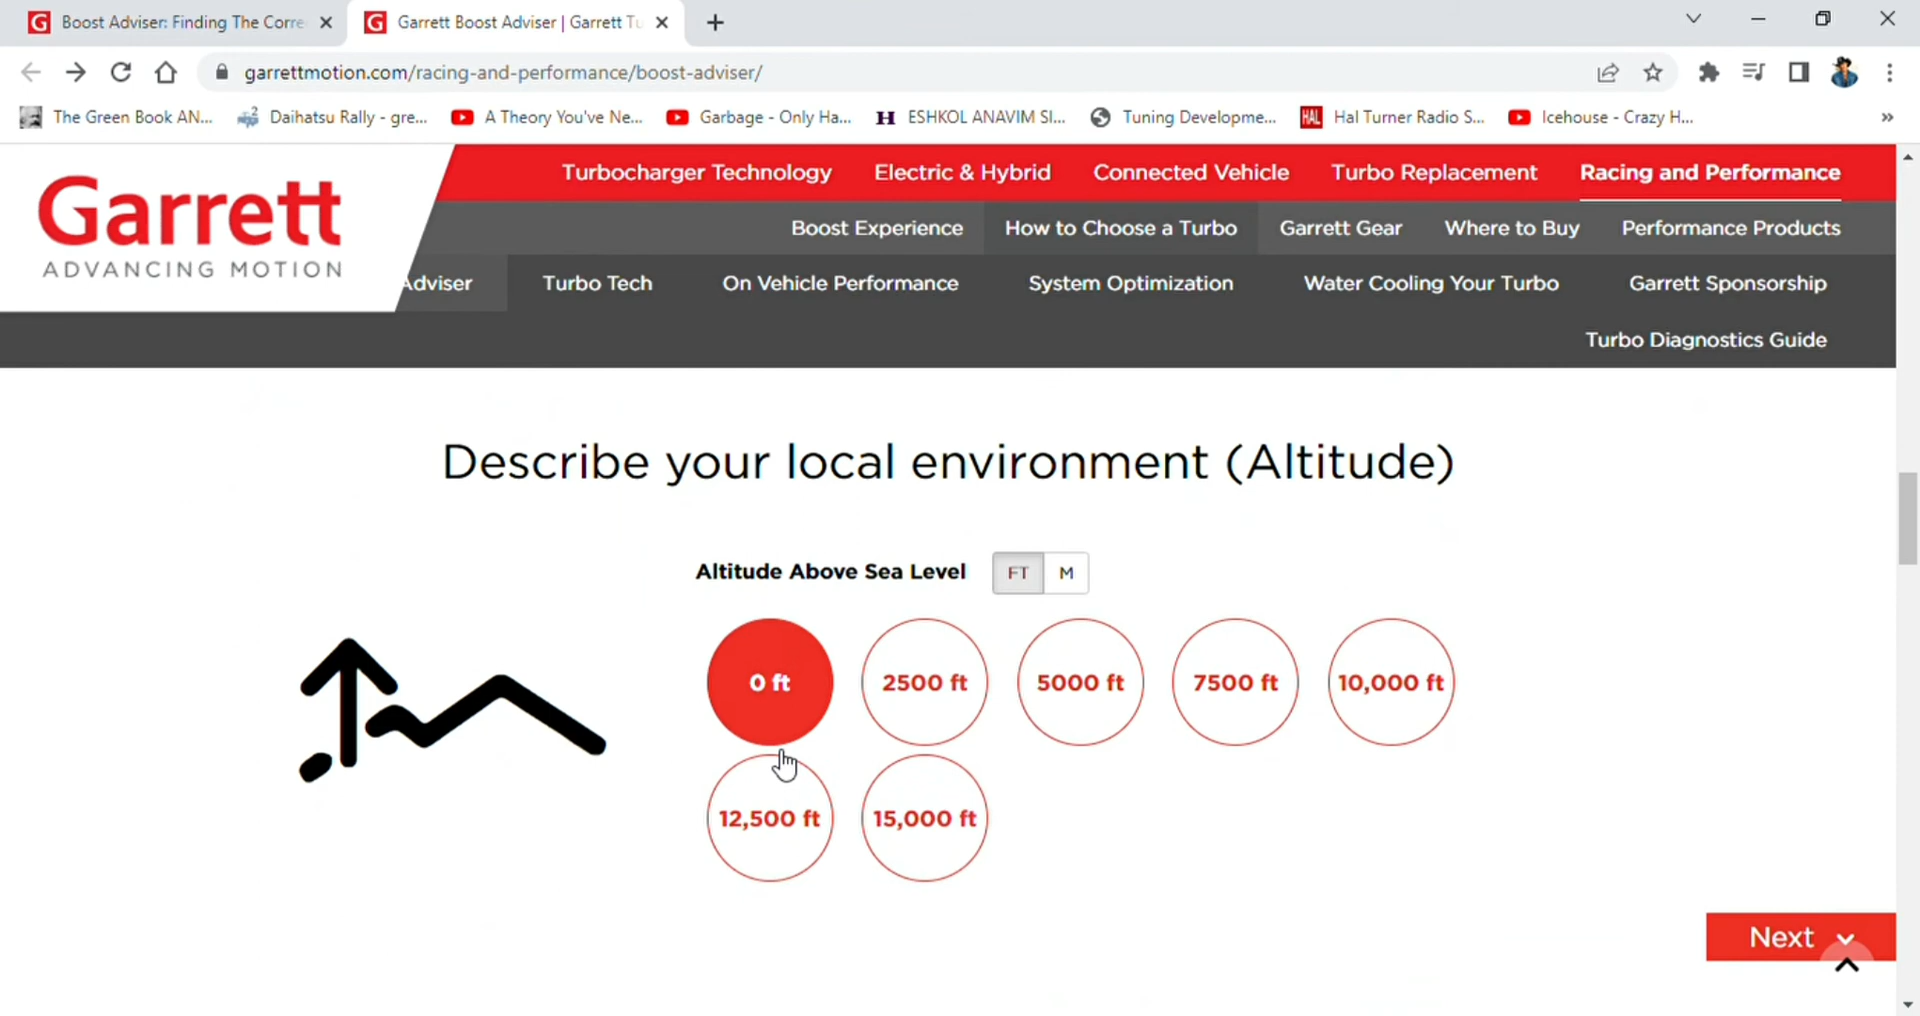 Boost Adviser: Finding The Corre
Garrett Boost Adviser | Garrett Tu
garrettmotion.com/racing-and-performance/boost-adviser/
The Green Book AN... Daihatsu Rally - gre... A Theory You've Ne... Garbage - Only Ha... ESHKOL ANAVIM SI... Tuning Developme... Hal Turner Radio S... Icehouse - Crazy H...
Garrett
ADVANCING MOTION
Turbocharger Technology Electric & Hybrid Connected Vehicle Turbo Replacement Racing and Performance
Boost Experience How to Choose a Turbo Garrett Gear Where to Buy Performance Products
Adviser Turbo Tech On Vehicle Performance System Optimization Water Cooling Your Turbo Garrett Sponsorship
Turbo Diagnostics Guide
Describe your local environment (Altitude)
Altitude Above Sea Level FT M
0 ft 2500 ft 5000 ft 7500 ft 10,000 ft
12,500 ft 15,000 ft
Next